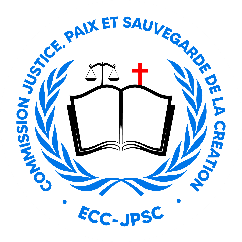 COMMISSION JUSTICE, PAIX ET SAUVEGARDE DE LA CREATION
ECC-JPSC